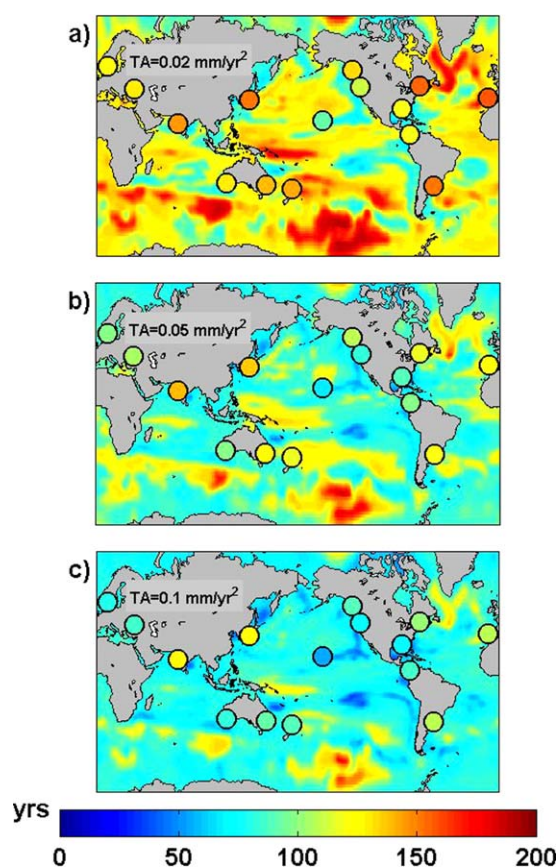 a)
TA=0.02 mm/yr²
b)
TA=0.05 mm/yr²
c)
TA=0.1 mm/yr²
yrs
0 50 100 150 200